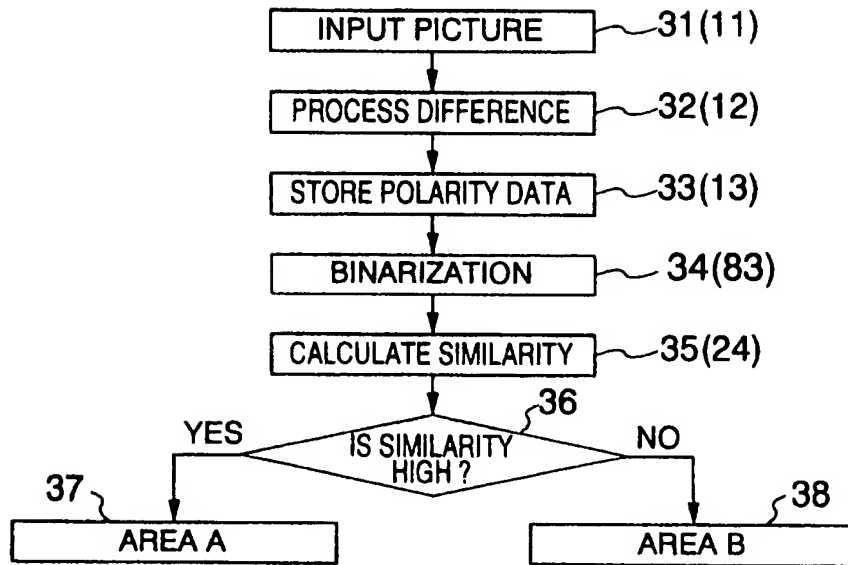 INPUT PICTURE 31(11)
PROCESS DIFFERENCE 32(12)
STORE POLARITY DATA 33(13)
BINARIZATION 34(83)
CALCULATE SIMILARITY 35(24)
36
YES IS SIMILARITY NO
HIGH ?
37 38
AREA A AREA B